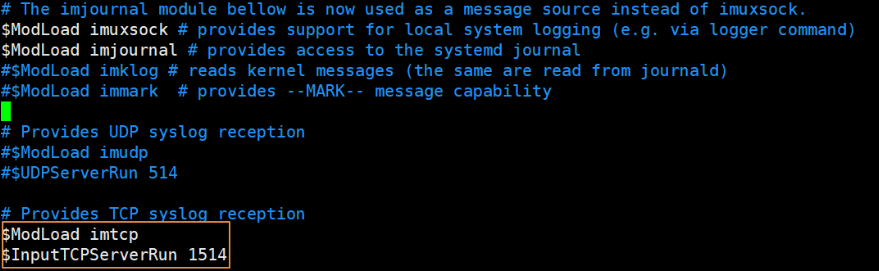 # The imjournal module bellow is now used as a message source instead of imuxsock.
$ModLoad imuxsock # provides support for local system logging (e.g. via logger command)
$ModLoad imjournal # provides access to the systemd journal
#$ModLoad imklog # reads kernel messages (the same are read from journald)
#$ModLoad immark  # provides --MARK-- message capability
# Provides UDP syslog reception
#$ModLoad imudp
#$UDPServerRun 514
# Provides TCP syslog reception
$ModLoad imtcp
$InputTCPServerRun 1514